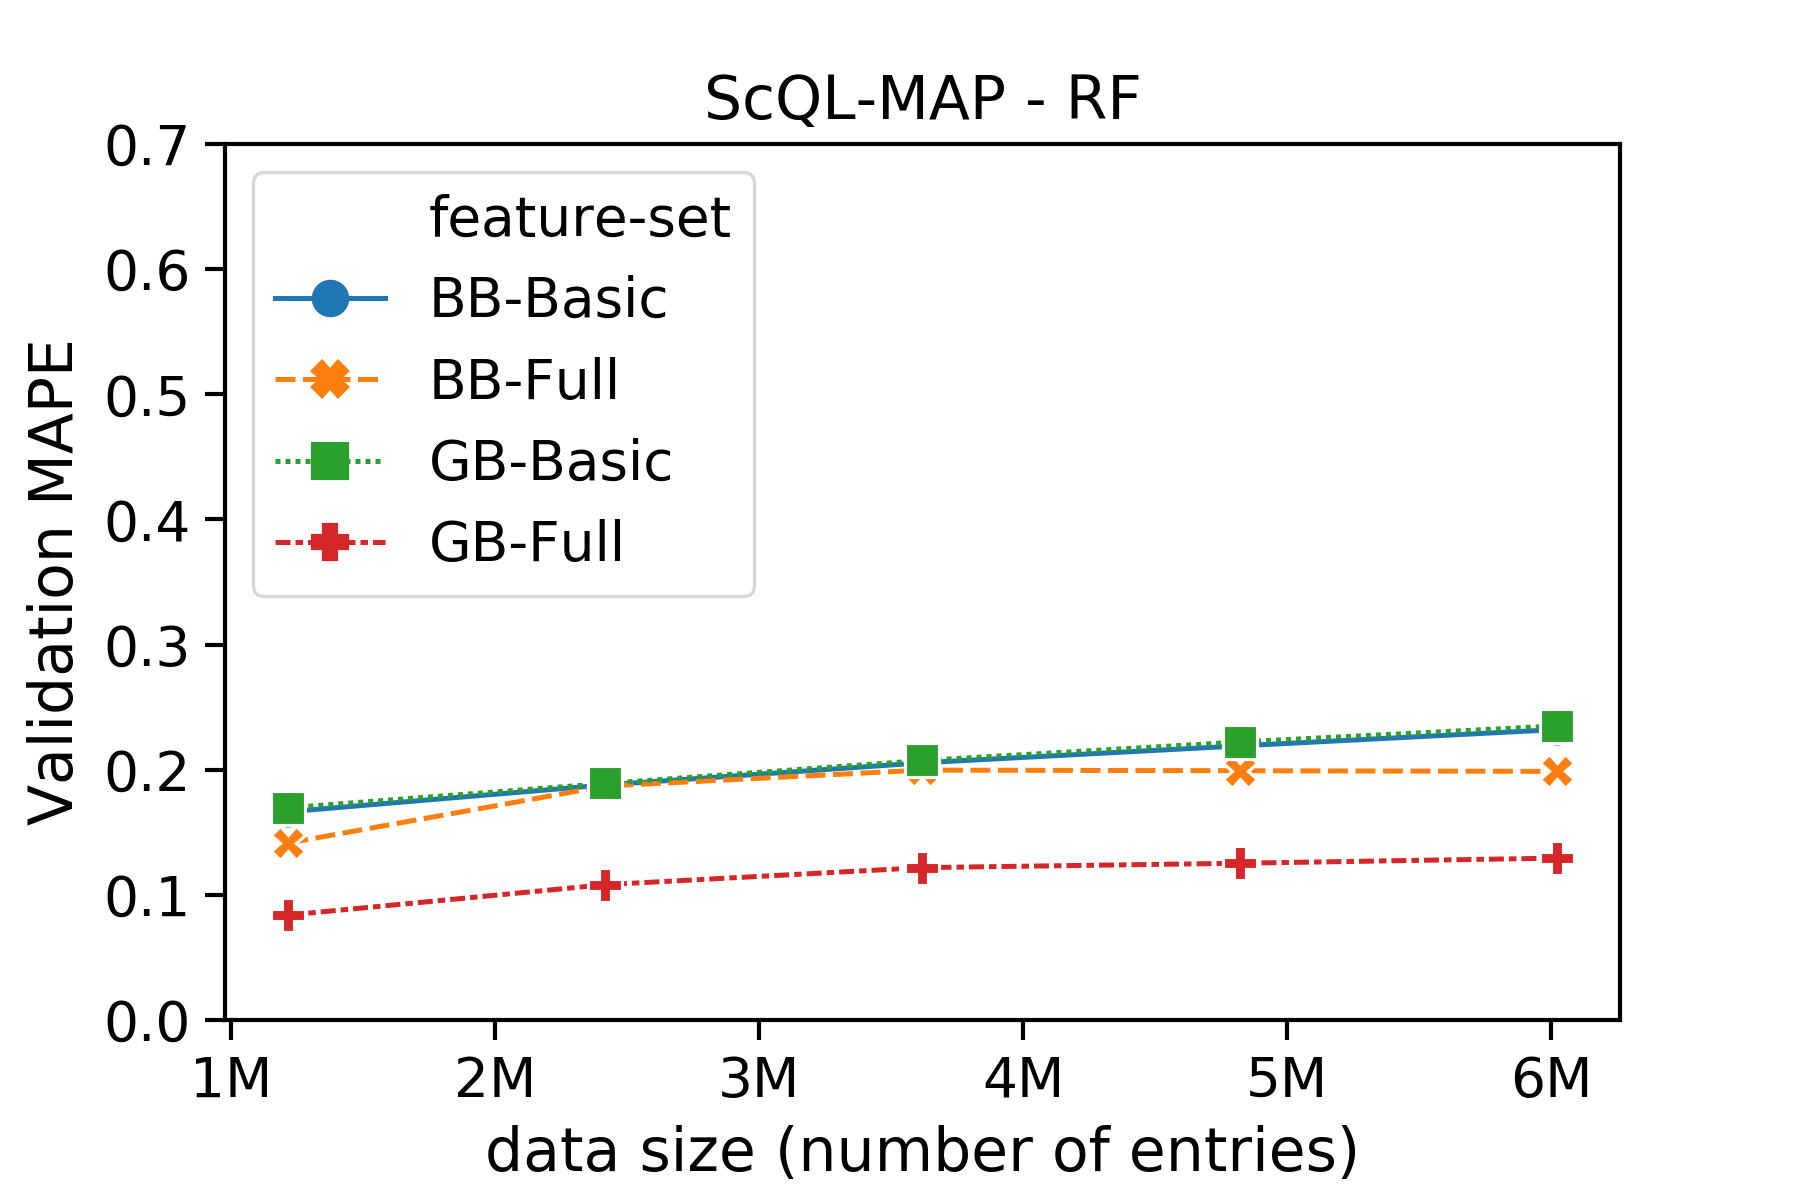 ScQL-MAP - RF
Validation MAPE
0.7
0.6
0.5
0.4
0.3
0.2
0.1
0.0
feature-set
BB-Basic
BB-Full
GB-Basic
GB-Full
1M 2M 3M 4M 5M 6M
data size (number of entries)